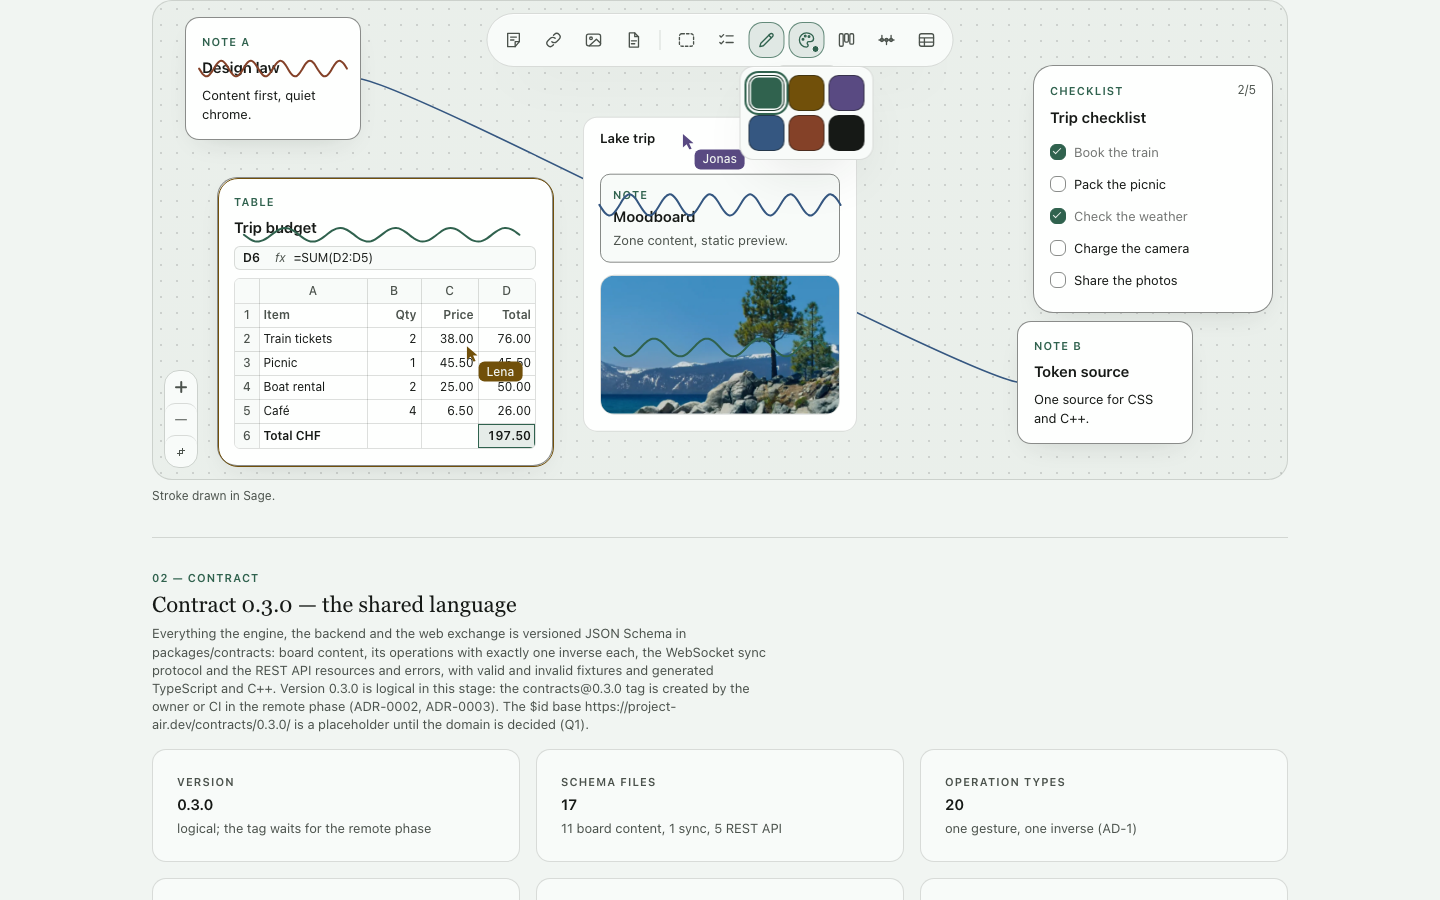 NOTE A
Design law
Content first, quiet
chrome.
TABLE
Trip budget
D6 fx =SUM(D2:D5)
A B C D
1 Item Qty Price Total
2 Train tickets 2 38.00 76.00
3 Picnic 1 45.50 45.50
4 Boat rental 2 25.00 50.00
5 Café 4 6.50 26.00
6 Total CHF 197.50
Lena
Lake trip
Jonas
NOTE
Moodboard
Zone content, static preview.
CHECKLIST 2/5
Trip checklist
Book the train
Pack the picnic
Check the weather
Charge the camera
Share the photos
NOTE B
Token source
One source for CSS
and C++.
Stroke drawn in Sage.
02 — CONTRACT
Contract 0.3.0 — the shared language
Everything the engine, the backend and the web exchange is versioned JSON Schema in
packages/contracts: board content, its operations with exactly one inverse each, the WebSocket sync
protocol and the REST API resources and errors, with valid and invalid fixtures and generated
TypeScript and C++. Version 0.3.0 is logical in this stage: the contracts@0.3.0 tag is created by the
owner or CI in the remote phase (ADR-0002, ADR-0003). The $id base https://project-
air.dev/contracts/0.3.0/ is a placeholder until the domain is decided (Q1).
VERSION
0.3.0
logical; the tag waits for the remote phase
SCHEMA FILES
17
11 board content, 1 sync, 5 REST API
OPERATION TYPES
20
one gesture, one inverse (AD-1)